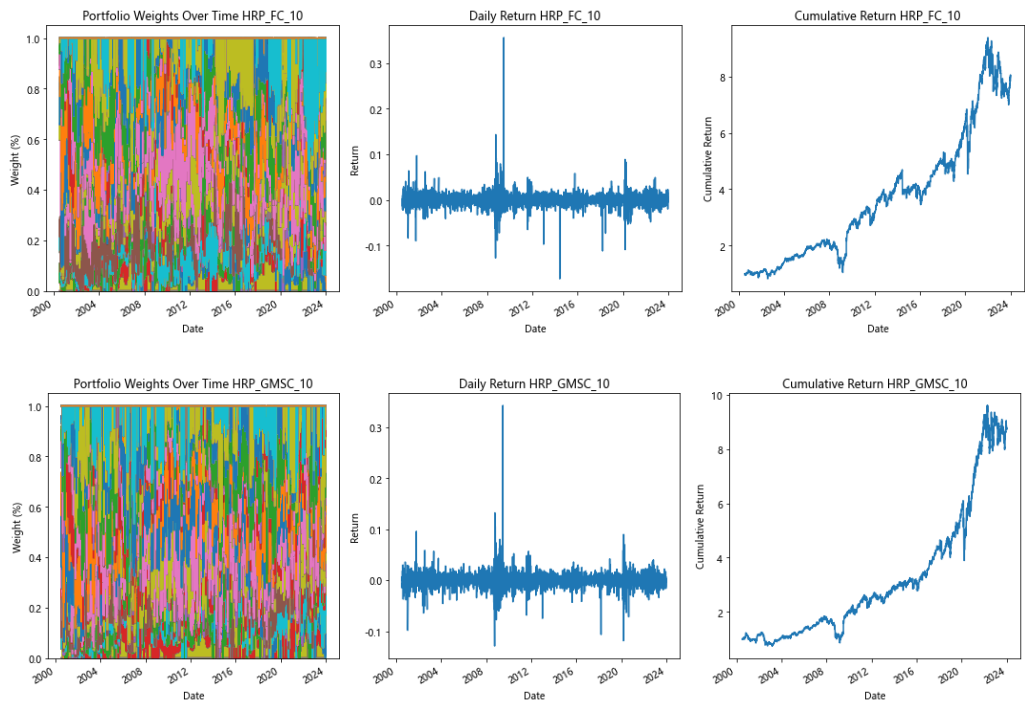 Portfolio Weights Over Time HRP_FC_10
Weight (%)
1.0
0.8
0.6
0.4
0.2
0.0
2000 2004 2008 2012 2016 2020 2024
Date
Daily Return HRP_FC_10
Return
0.3
0.2
0.1
0.0
-0.1
2000 2004 2008 2012 2016 2020 2024
Date
Cumulative Return HRP_FC_10
Cumulative Return
8
6
4
2
2000 2004 2008 2012 2016 2020 2024
Date
Portfolio Weights Over Time HRP_GMSC_10
Weight (%)
1.0
0.8
0.6
0.4
0.2
0.0
2000 2004 2008 2012 2016 2020 2024
Date
Daily Return HRP_GMSC_10
Return
0.3
0.2
0.1
0.0
-0.1
2000 2004 2008 2012 2016 2020 2024
Date
Cumulative Return HRP_GMSC_10
Cumulative Return
10
8
6
4
2
2000 2004 2008 2012 2016 2020 2024
Date